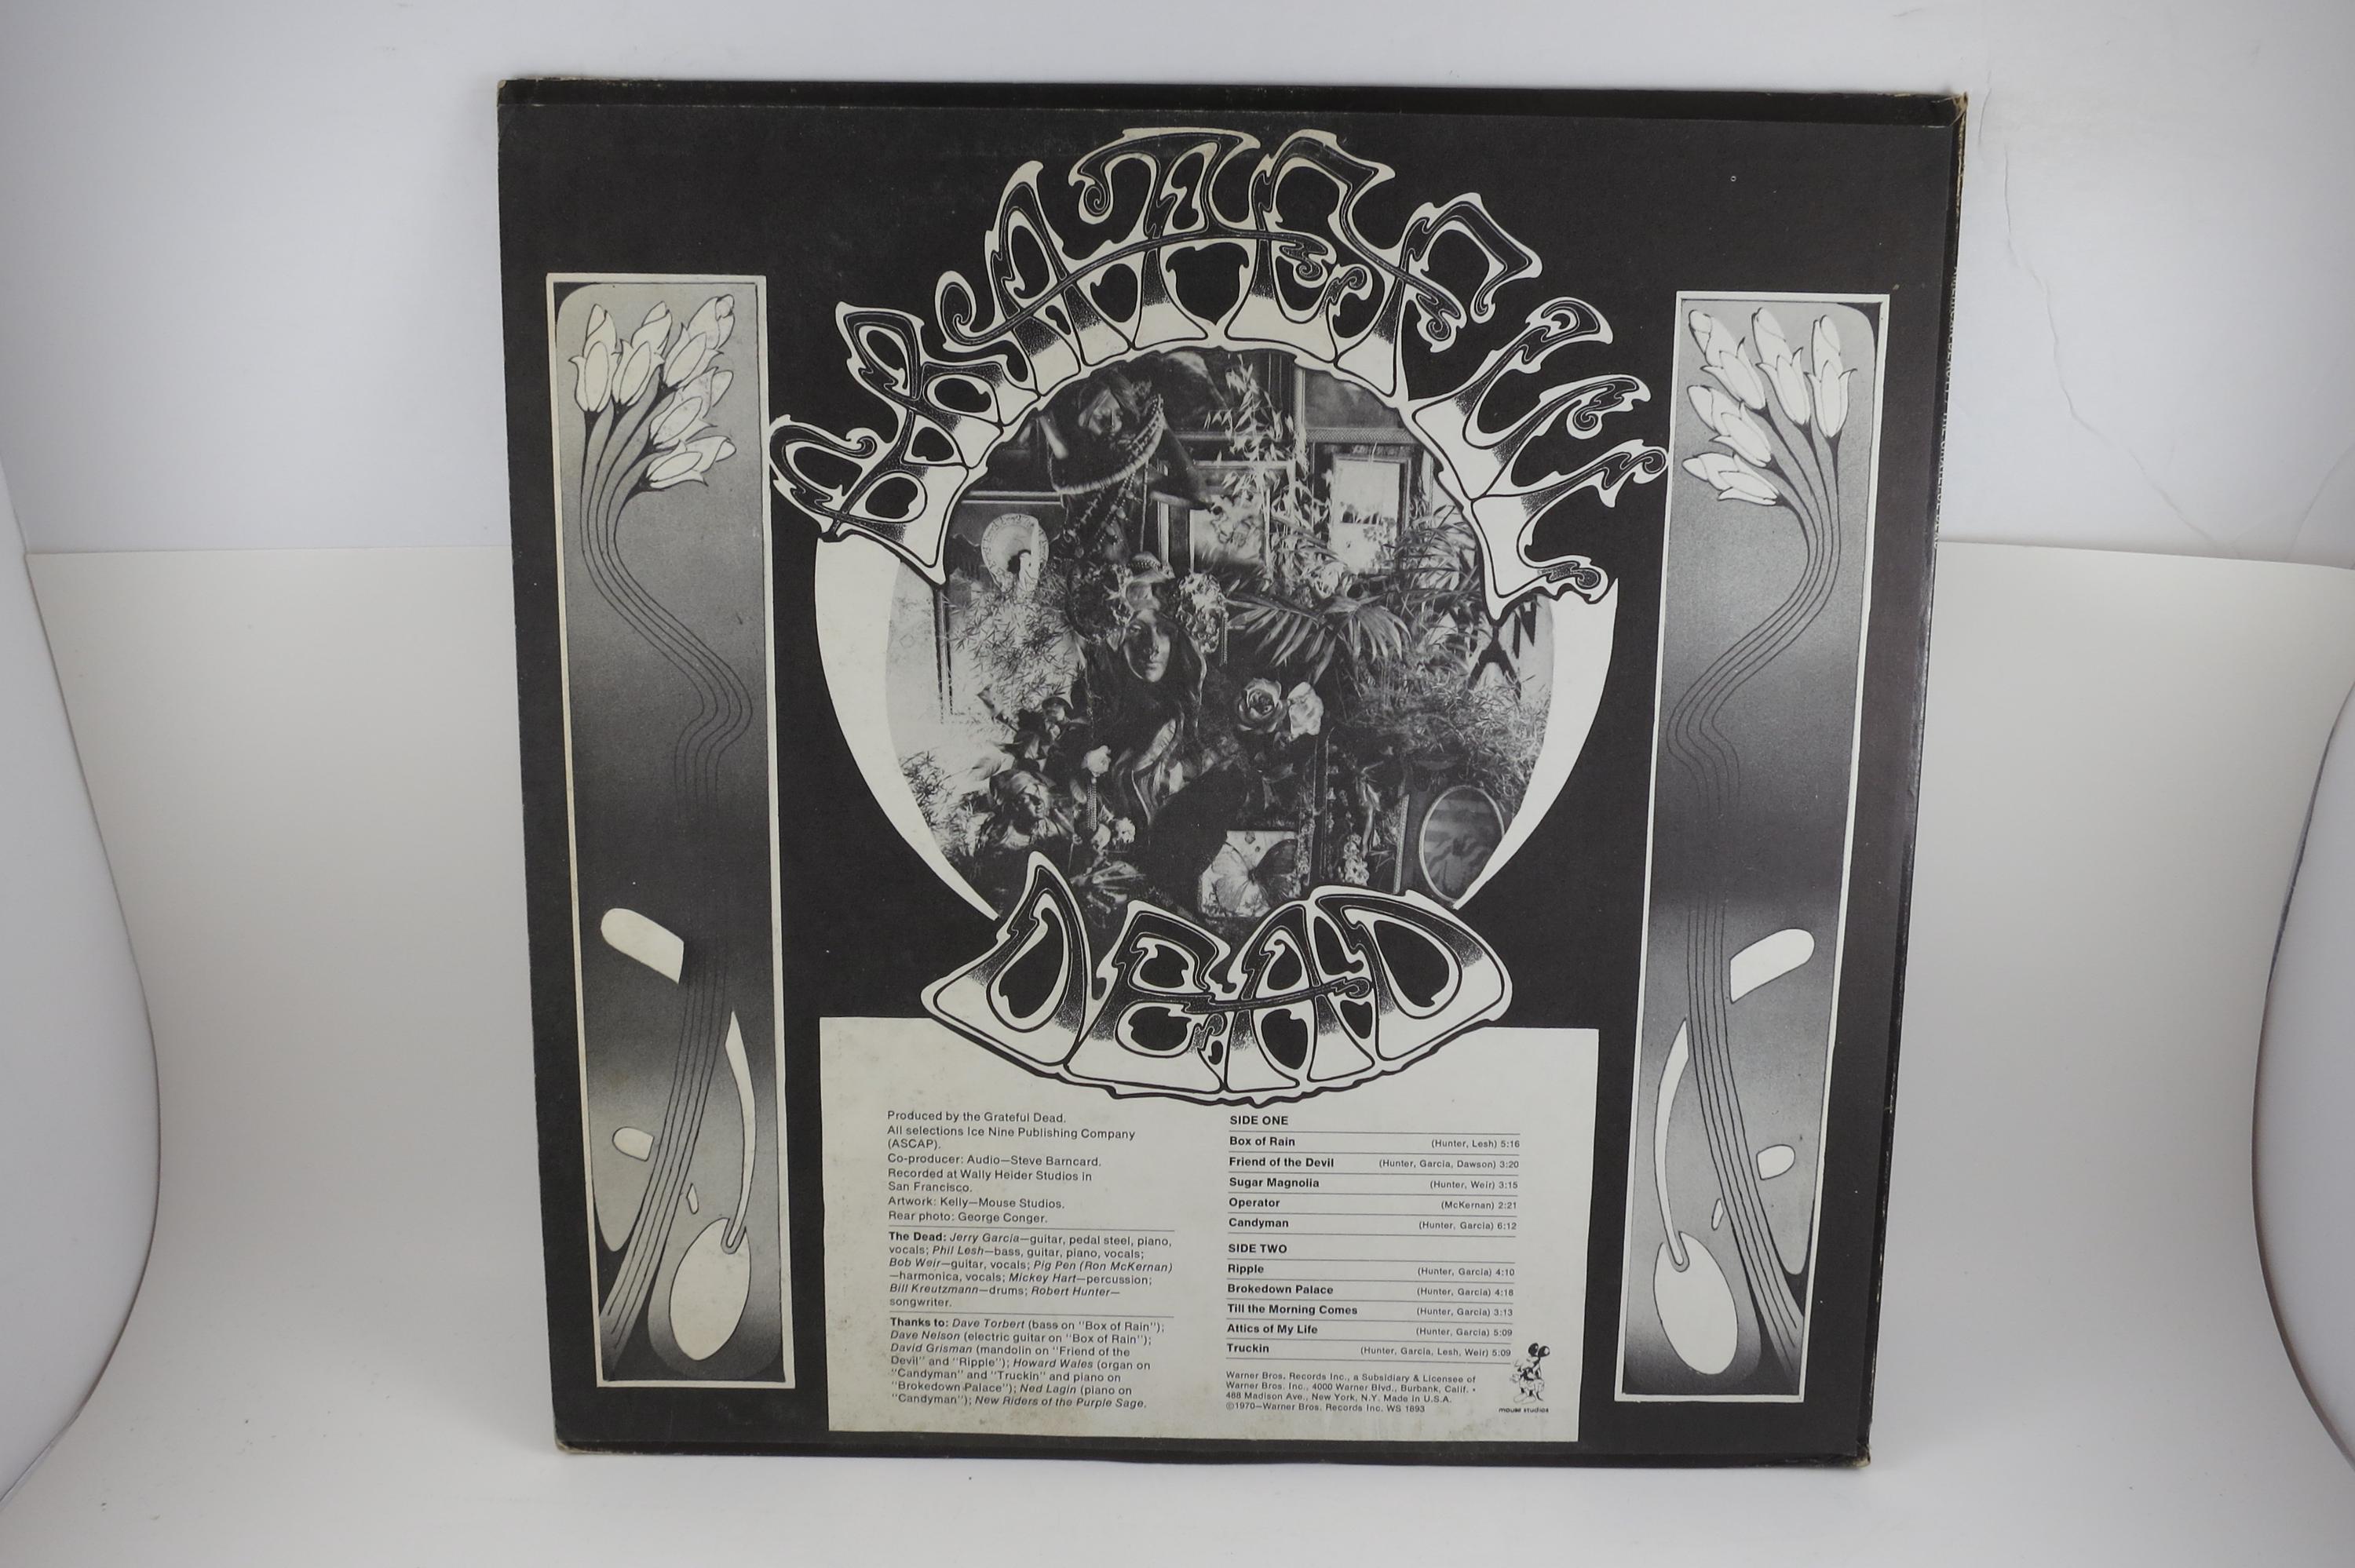 GRATEFUL
DEAD
Produced by the Grateful Dead.
All selections Ice Nine Publishing Company
(ASCAP).
Co-producer: Audio—Steve Barncard.
Recorded at Wally Heider Studios in
San Francisco.
Artwork: Kelly—Mouse Studios.
Rear photo: George Conger.
The Dead: Jerry Garcia—guitar, pedal steel, piano,
vocals; Phil Lesh—bass, guitar, piano, vocals;
Bob Weir—guitar, vocals; Pig Pen (Ron McKernan)
—harmonica, vocals; Mickey Hart—percussion;
Bill Kreutzmann—drums; Robert Hunter—
songwriter.
Thanks to: Dave Torbert (bass on "Box of Rain");
Dave Nelson (electric guitar on "Box of Rain");
David Grisman (mandolin on "Friend of the
Devil" and "Ripple"); Howard Wales (organ on
"Candyman" and "Truckin" and piano on
"Brokedown Palace"); Ned Lagin (piano on
"Candyman"); New Riders of the Purple Sage.
SIDE ONE
Box of Rain (Hunter, Lesh) 5:16
Friend of the Devil (Hunter, Garcia, Dawson) 3:20
Sugar Magnolia (Hunter, Weir) 3:15
Operator (McKernan) 2:21
Candyman (Hunter, Garcia) 6:12
SIDE TWO
Ripple (Hunter, Garcia) 4:10
Brokedown Palace (Hunter, Garcia) 4:18
Till the Morning Comes (Hunter, Garcia) 3:13
Attics of My Life (Hunter, Garcia) 5:09
Truckin (Hunter, Garcia, Lesh, Weir) 5:09
Warner Bros. Records Inc., a Subsidiary & Licensee of
Warner Bros. Inc., 4000 Warner Blvd., Burbank, Calif. •
488 Madison Ave., New York, N.Y. Made in U.S.A.
©1970—Warner Bros. Records Inc. WS 1893
mouse studios